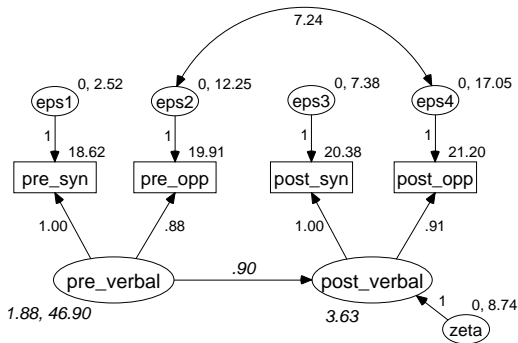 7.24
0, 2.52
0, 12.25
0, 7.38
0, 17.05
eps1
eps2
eps3
eps4
1
1
1
1
18.62
19.91
20.38
21.20
pre_syn
pre_opp
post_syn
post_opp
1.00
.88
1.00
.91
pre_verbal
.90
post_verbal
1.88, 46.90
3.63
1
0, 8.74
zeta